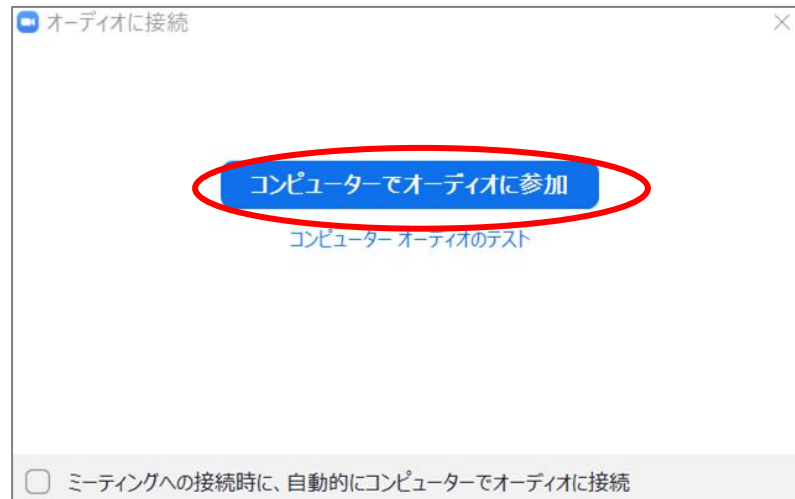 オーディオに接続
コンピューターでオーディオに参加
コンピューター オーディオのテスト
ミーティングへの接続時に、自動的にコンピューターでオーディオに接続